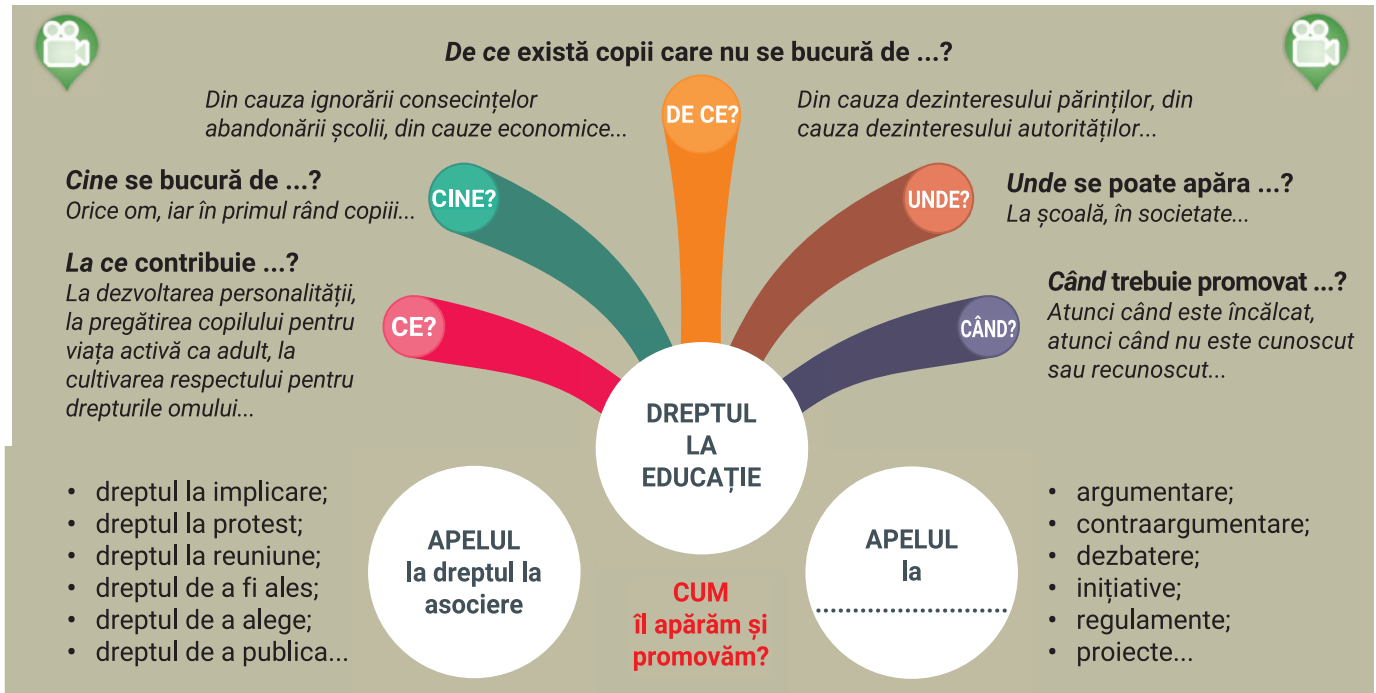 De ce există copii care nu se bucură de ...?
Din cauza ignorării consecințelor
abandonării școlii, din cauze economice...
DE CE?
Din cauza dezinteresului părinților, din
cauza dezinteresului autorităților...
Cine se bucură de ...?
Orice om, iar în primul rând copiii...
CINE?
UNDE?
Unde se poate apăra ...?
La școală, în societate...
La ce contribuie ...?
La dezvoltarea personalității,
la pregătirea copilului pentru
viața activă ca adult, la
cultivarea respectului pentru
drepturile omului...
CE?
CÂND?
Când trebuie promovat ...?
Atunci când este încălcat,
atunci când nu este cunoscut
sau recunoscut...
DREPTUL
LA
EDUCAȚIE
• dreptul la implicare;
• dreptul la protest;
• dreptul la reuniune;
• dreptul de a fi ales;
• dreptul de a alege;
• dreptul de a publica...
APELUL
la dreptul la
asociere
CUM
îl apărăm și
promovăm?
APELUL
la
....................................
• argumentare;
• contraargumentare;
• dezbatere;
• inițiative;
• regulamente;
• proiecte...